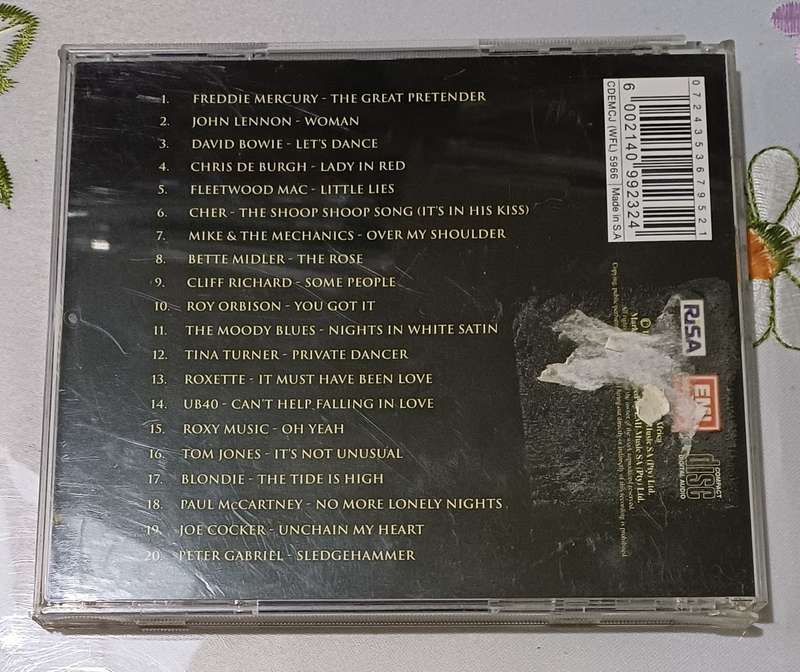 1. FREDDIE MERCURY - THE GREAT PRETENDER
2. JOHN LENNON - WOMAN
3. DAVID BOWIE - LET'S DANCE
4. CHRIS DE BURGH - LADY IN RED
5. FLEETWOOD MAC - LITTLE LIES
6. CHER - THE SHOOP SHOOP SONG (IT'S IN HIS KISS)
7. MIKE & THE MECHANICS - OVER MY SHOULDER
8. BETTE MIDLER - THE ROSE
9. CLIFF RICHARD - SOME PEOPLE
10. ROY ORBISON - YOU GOT IT
11. THE MOODY BLUES - NIGHTS IN WHITE SATIN
12. TINA TURNER - PRIVATE DANCER
13. ROXETTE - IT MUST HAVE BEEN LOVE
14. UB40 - CAN'T HELP FALLING IN LOVE
15. ROXY MUSIC - OH YEAH
16. TOM JONES - IT'S NOT UNUSUAL
17. BLONDIE - THE TIDE IS HIGH
18. PAUL McCARTNEY - NO MORE LONELY NIGHTS
19. JOE COCKER - UNCHAIN MY HEART
20. PETER GABRIEL - SLEDGEHAMMER
0 724353 679521
6 002140 992324
CDEMCJ (WFL) 5966 Made in S.A
RiSA
EMI
COMPACT
disc
DIGITAL AUDIO